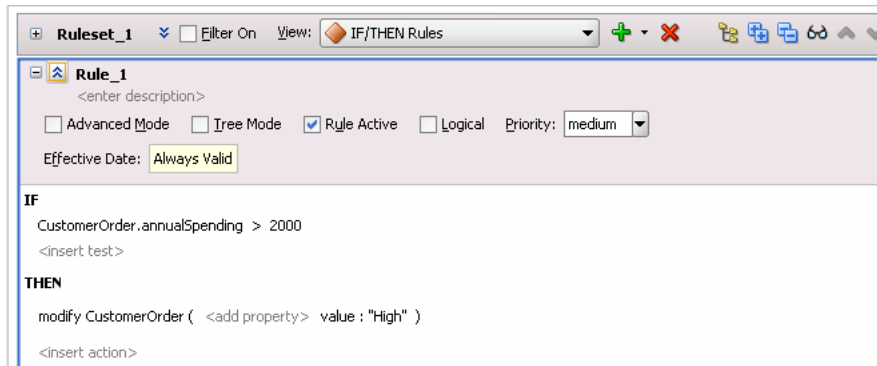 Ruleset_1 Filter On View: IF/THEN Rules
Rule_1
<enter description>
Advanced Mode Tree Mode Rule Active Logical Priority: medium
Effective Date: Always Valid
IF
CustomerOrder.annualSpending > 2000
<insert test>
THEN
modify CustomerOrder ( <add property> value : "High" )
<insert action>